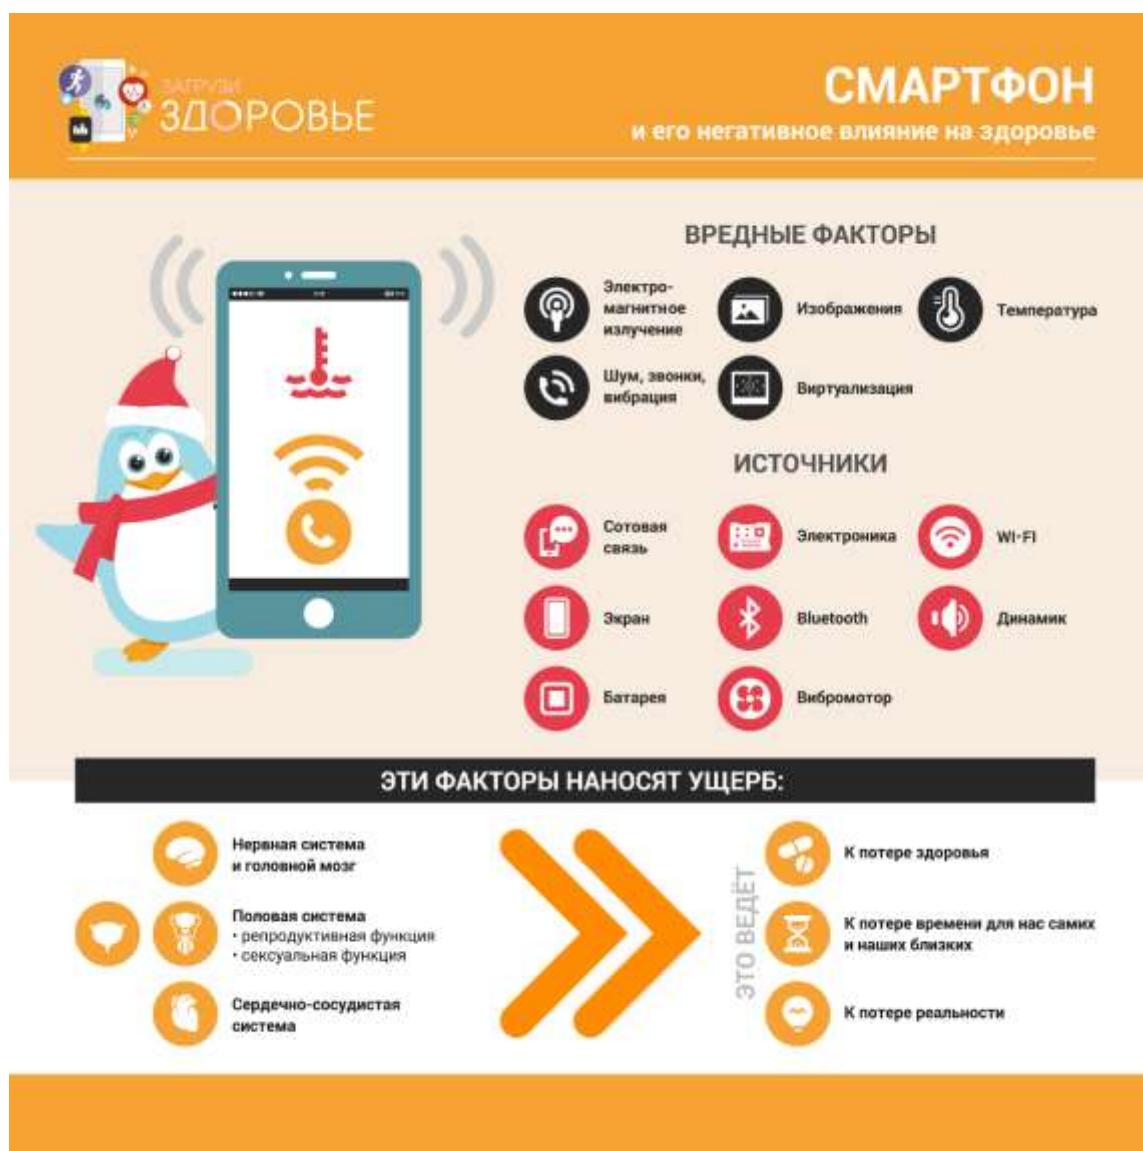 ЗАГРУЗИ
ЗДОРОВЬЕ
СМАРТФОН
и его негативное влияние на здоровье
ВРЕДНЫЕ ФАКТОРЫ
Электро-
магнитное
излучение
Изображения
Температура
Шум, звонки,
вибрация
Виртуализация
ИСТОЧНИКИ
Сотовая
связь
Электроника
WI-FI
Экран
Bluetooth
Динамик
Батарея
Вибромотор
ЭТИ ФАКТОРЫ НАНОСЯТ УЩЕРБ:
Нервная система
и головной мозг
Половая система
• репродуктивная функция
• сексуальная функция
Сердечно-сосудистая
система
ЭТО ВЕДЁТ
К потере здоровья
К потере времени для нас самих
и наших близких
К потере реальности